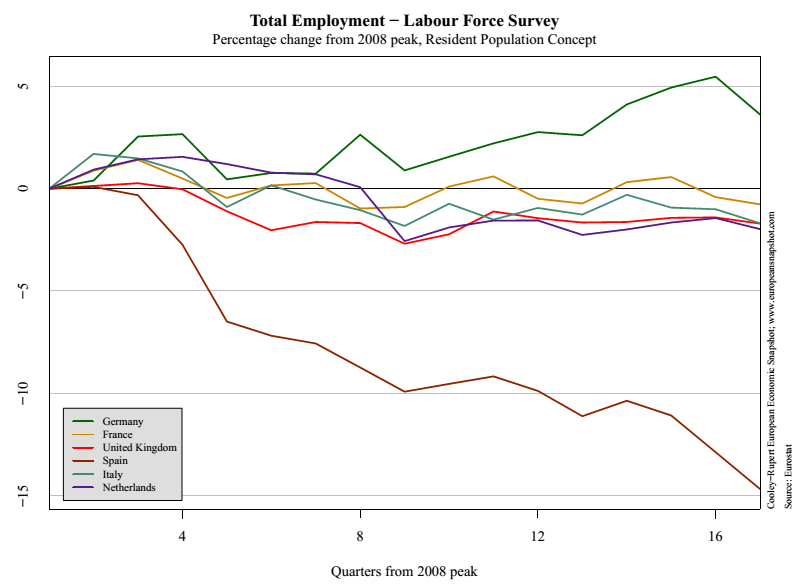 Total Employment − Labour Force Survey
Percentage change from 2008 peak, Resident Population Concept
5
0
−5
−10
−15
Germany
France
United Kingdom
Spain
Italy
Netherlands
4
8
12
16
Quarters from 2008 peak
Cooley−Rupert European Economic Snapshot; www.europeansnapshot.com
Source: Eurostat